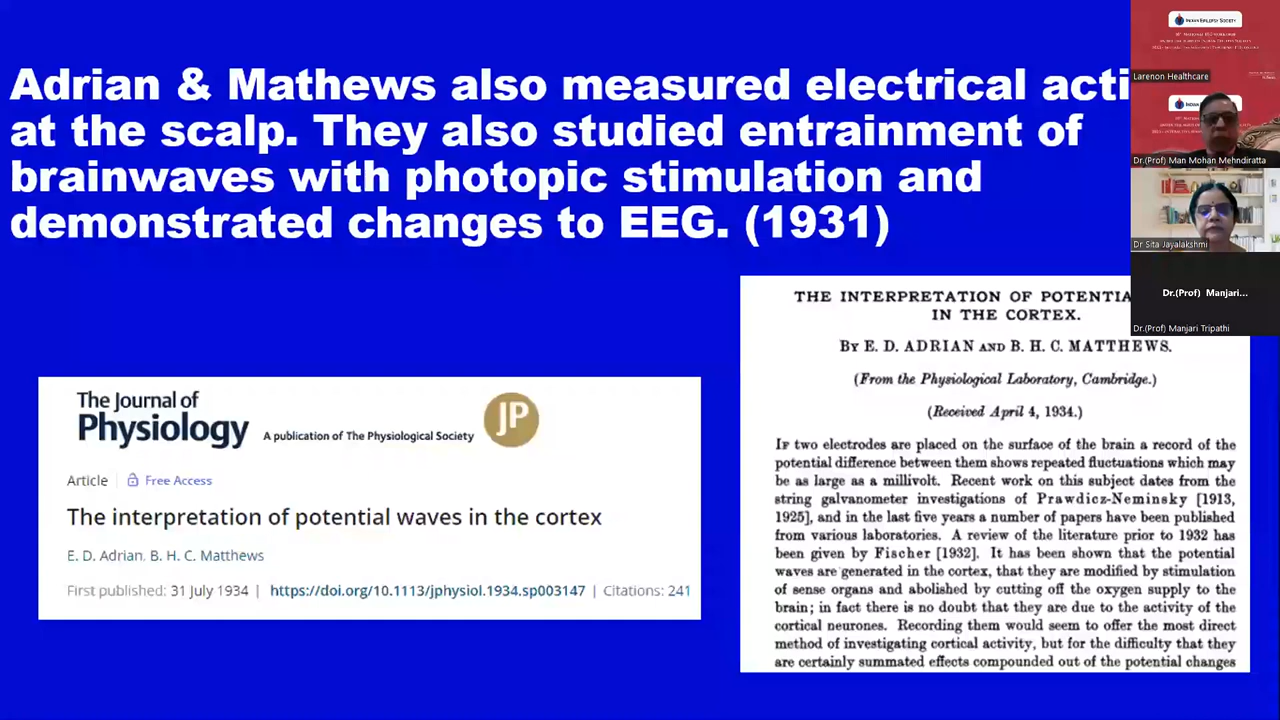 Adrian & Mathews also measured electrical acti
at the scalp. They also studied entrainment of
brainwaves with photopic stimulation and
demonstrated changes to EEG. (1931)
The Journal of
Physiology
A publication of The Physiological Society
JP
Article
Free Access
The interpretation of potential waves in the cortex
E. D. Adrian, B. H. C. Matthews
First published: 31 July 1934 | https://doi.org/10.1113/jphysiol.1934.sp003147 | Citations: 241
THE INTERPRETATION OF POTENTIA
IN THE CORTEX.
BY E. D. ADRIAN AND B. H. C. MATTHEWS.
(From the Physiological Laboratory, Cambridge.)
(Received April 4, 1934.)
IF two electrodes are placed on the surface of the brain a record of the
potential difference between them shows repeated fluctuations which may
be as large as a millivolt. Recent work on this subject dates from the
string galvanometer investigations of Prawdicz-Neminsky [1913,
1925], and in the last five years a number of papers have been published
from various laboratories. A review of the literature prior to 1932 has
been given by Fischer [1932]. It has been shown that the potential
waves are generated in the cortex, that they are modified by stimulation
of sense organs and abolished by cutting off the oxygen supply to the
brain; in fact there is no doubt that they are due to the activity of the
cortical neurones. Recording them would seem to offer the most direct
method of investigating cortical activity, but for the difficulty that they
are certainly summated effects compounded out of the potential changes
INDIAN EPILEPSY SOCIETY
Larenon Healthcare
Dr.(Prof) Man Mohan Mehndiratta
Dr Sita Jayalakshmi
Dr.(Prof) Manjari...
Dr.(Prof) Manjari Tripathi